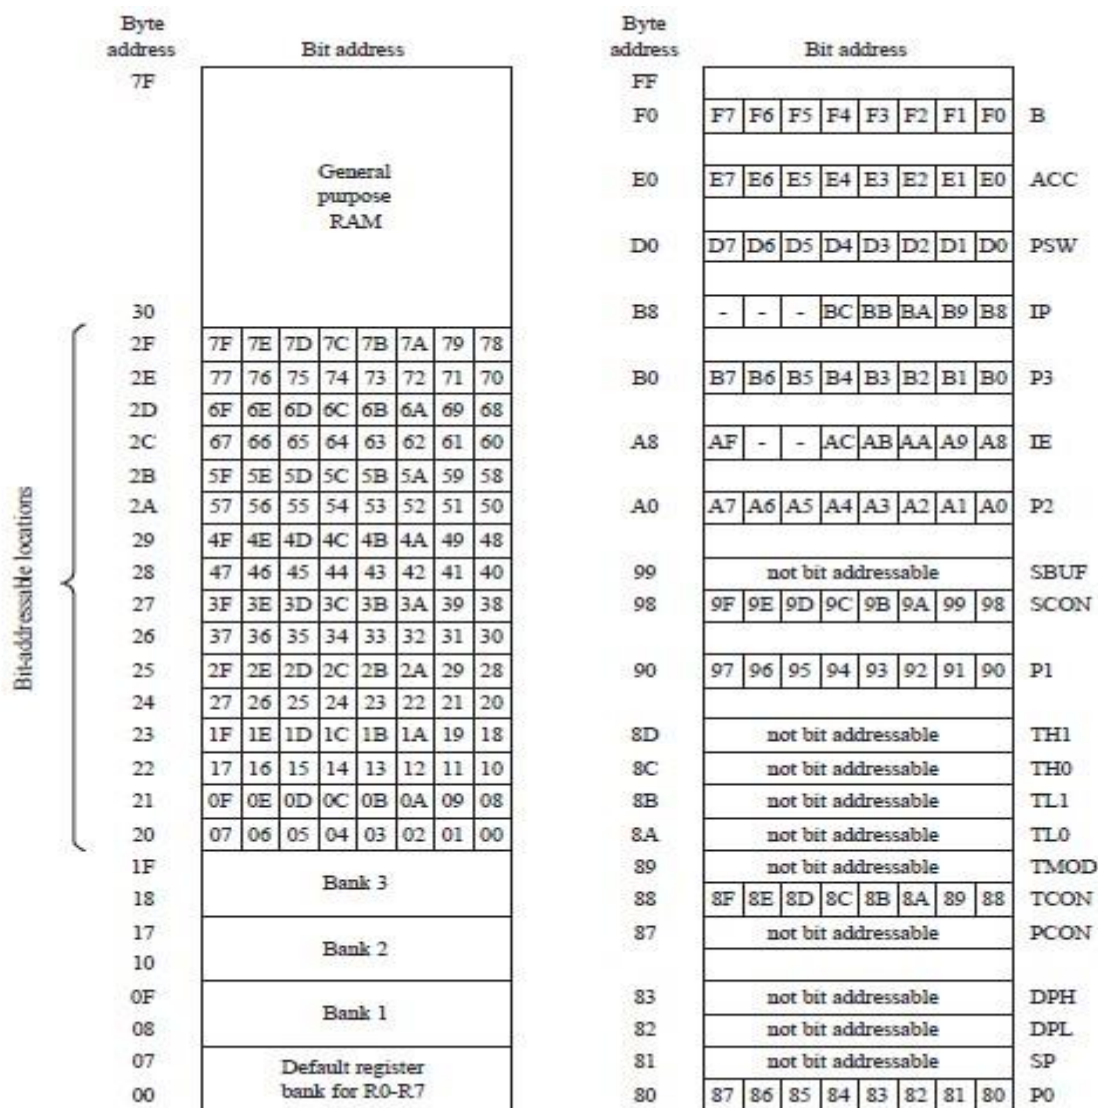 Byte address Bit address
7F
General
purpose
RAM
30
2F 7F 7E 7D 7C 7B 7A 79 78
2E 77 76 75 74 73 72 71 70
2D 6F 6E 6D 6C 6B 6A 69 68
2C 67 66 65 64 63 62 61 60
2B 5F 5E 5D 5C 5B 5A 59 58
2A 57 56 55 54 53 52 51 50
29 4F 4E 4D 4C 4B 4A 49 48
28 47 46 45 44 43 42 41 40
27 3F 3E 3D 3C 3B 3A 39 38
26 37 36 35 34 33 32 31 30
25 2F 2E 2D 2C 2B 2A 29 28
24 27 26 25 24 23 22 21 20
23 1F 1E 1D 1C 1B 1A 19 18
22 17 16 15 14 13 12 11 10
21 0F 0E 0D 0C 0B 0A 09 08
20 07 06 05 04 03 02 01 00
Bit-addressable locations
1F
Bank 3
18
17
Bank 2
10
0F
Bank 1
08
07
Default register
bank for R0-R7
00
Byte address Bit address
FF
F0 F7 F6 F5 F4 F3 F2 F1 F0 B
E0 E7 E6 E5 E4 E3 E2 E1 E0 ACC
D0 D7 D6 D5 D4 D3 D2 D1 D0 PSW
B8 - - - BC BB BA B9 B8 IP
B0 B7 B6 B5 B4 B3 B2 B1 B0 P3
A8 AF - - AC AB AA A9 A8 IE
A0 A7 A6 A5 A4 A3 A2 A1 A0 P2
99 not bit addressable SBUF
98 9F 9E 9D 9C 9B 9A 99 98 SCON
90 97 96 95 94 93 92 91 90 P1
8D not bit addressable TH1
8C not bit addressable TH0
8B not bit addressable TL1
8A not bit addressable TL0
89 not bit addressable TMOD
88 8F 8E 8D 8C 8B 8A 89 88 TCON
87 not bit addressable PCON
83 not bit addressable DPH
82 not bit addressable DPL
81 not bit addressable SP
80 87 86 85 84 83 82 81 80 P0